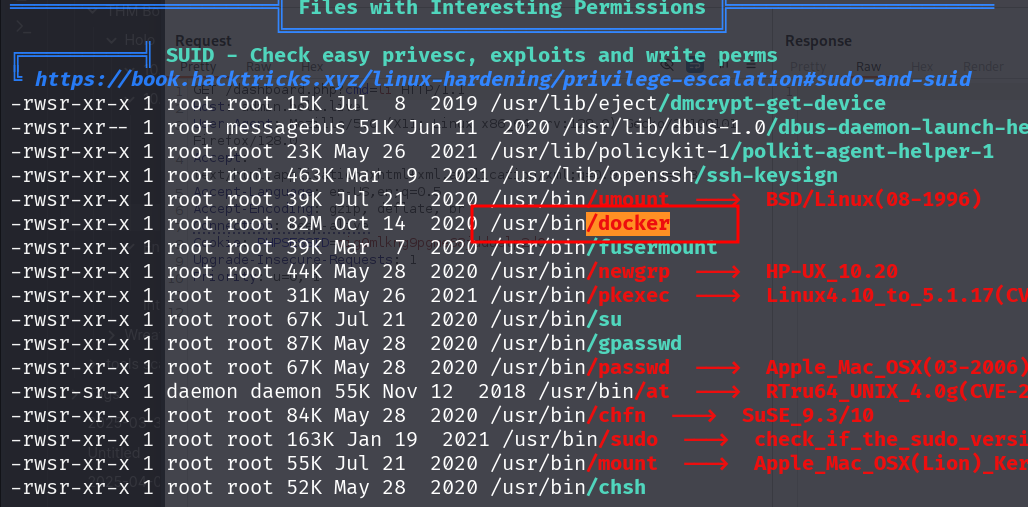 Files with Interesting Permissions
SUID - Check easy privesc, exploits and write perms
https://book.hacktricks.xyz/linux-hardening/privilege-escalation#sudo-and-suid
-rwsr-xr-x 1 root root 15K Jul 8 2019 /usr/lib/eject/dmcrypt-get-device
-rwsr-xr-- 1 root messagebus 51K Jun 11 2020 /usr/lib/dbus-1.0/dbus-daemon-launch-he
-rwsr-xr-x 1 root root 23K May 26 2021 /usr/lib/policykit-1/polkit-agent-helper-1
-rwsr-xr-x 1 root root 463K Mar 9 2021 /usr/lib/openssh/ssh-keysign
-rwsr-xr-x 1 root root 39K Jul 21 2020 /usr/bin/umount ---> BSD/Linux(08-1996)
-rwsr-xr-x 1 root root 82M Oct 14 2020 /usr/bin/docker
-rwsr-xr-x 1 root root 39K Mar 7 2020 /usr/bin/fusermount
-rwsr-xr-x 1 root root 44K May 28 2020 /usr/bin/newgrp ---> HP-UX_10.20
-rwsr-xr-x 1 root root 31K May 26 2021 /usr/bin/pkexec ---> Linux4.10_to_5.1.17(CV
-rwsr-xr-x 1 root root 67K Jul 21 2020 /usr/bin/su
-rwsr-xr-x 1 root root 87K May 28 2020 /usr/bin/gpasswd
-rwsr-xr-x 1 root root 67K May 28 2020 /usr/bin/passwd ---> Apple_Mac_OSX(03-2006)
-rwsr-sr-x 1 daemon daemon 55K Nov 12 2018 /usr/bin/at ---> RTru64_UNIX_4.0g(CVE-2
-rwsr-xr-x 1 root root 84K May 28 2020 /usr/bin/chfn ---> SuSE_9.3/10
-rwsr-xr-x 1 root root 163K Jan 19 2021 /usr/bin/sudo ---> check_if_the_sudo_versi
-rwsr-xr-x 1 root root 55K Jul 21 2020 /usr/bin/mount ---> Apple_Mac_OSX(Lion)_Ker
-rwsr-xr-x 1 root root 52K May 28 2020 /usr/bin/chsh
Request
Response